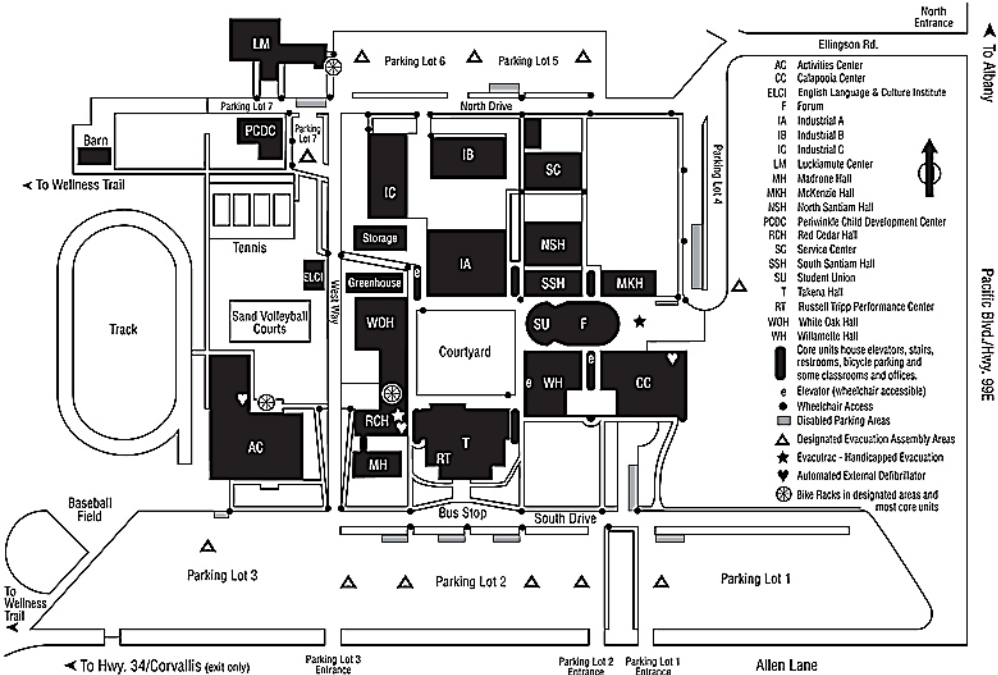 North
Entrance
To Albany
Ellingson Rd.
LM
Parking Lot 6
Parking Lot 5
Parking Lot 7
North Drive
Barn
PCDC
Parking
Lot 7
IC
IB
SC
Parking Lot 4
To Wellness Trail
Tennis
Storage
IA
NSH
ELCI
Greenhouse
e
SSH
MKH
West Way
Track
Sand Volleyball
Courts
WOH
Courtyard
SU
F
e
WH
e
CC
RCH
AC
MH
T
RT
Baseball
Field
Bus Stop
South Drive
Parking Lot 3
Parking Lot 2
Parking Lot 1
To
Wellness
Trail
To Hwy. 34/Corvallis (exit only)
Parking Lot 3
Entrance
Parking Lot 2
Entrance
Parking Lot 1
Entrance
Allen Lane
Pacific Blvd./Hwy. 99E
AC Activities Center
CC Calapooia Center
ELCI English Language & Culture Institute
F Forum
IA Industrial A
IB Industrial B
IC Industrial C
LM Luckiamute Center
MH Madrone Hall
MKH McKenzie Hall
NSH North Santiam Hall
PCDC Periwinkle Child Development Center
RCH Red Cedar Hall
SC Service Center
SSH South Santiam Hall
SU Student Union
T Takena Hall
RT Russell Tripp Performance Center
WOH White Oak Hall
WH Willamette Hall
Core units house elevators, stairs,
restrooms, bicycle parking and
some classrooms and offices.
e Elevator (wheelchair accessible)
Wheelchair Access
Disabled Parking Areas
Designated Evacuation Assembly Areas
Evacutrac - Handicapped Evacuation
Automated External Defibrillator
Bike Racks in designated areas and
most core units